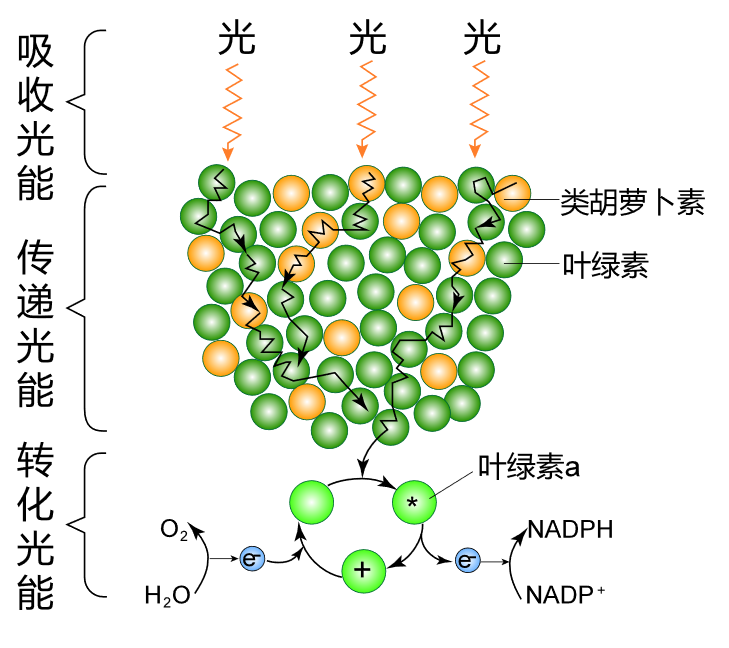 光 光 光
吸收光能
类胡萝卜素
叶绿素
传递光能
转化光能
叶绿素a
*
O₂
NADPH
e⁻
e⁻
+
H₂O
NADP⁺